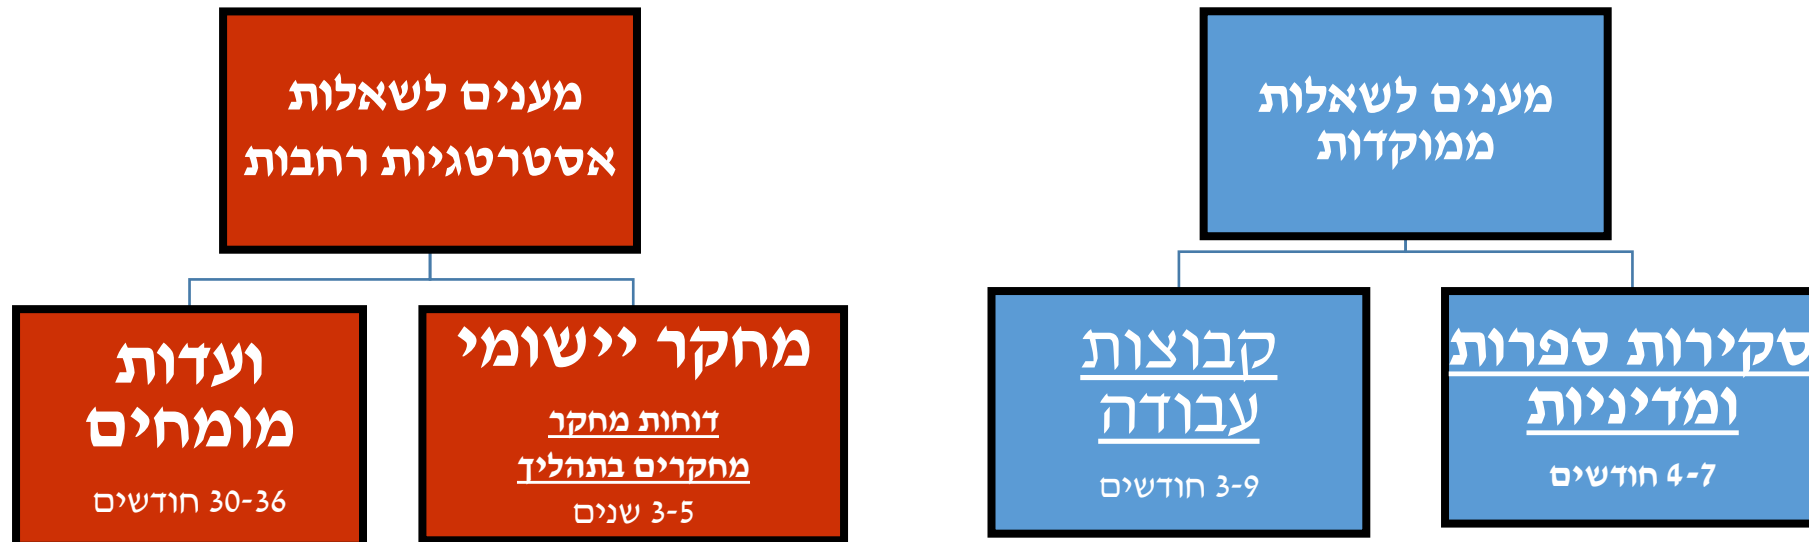 מענים לשאלות
ממוקדות
סקירות ספרות
ומדיניות
4-7 חודשים
קבוצות
עבודה
3-9 חודשים
מענים לשאלות
אסטרטגיות רחבות
מחקר יישומי
דוחות מחקר
מחקרים בתהליך
3-5 שנים
ועדות
מומחים
30-36 חודשים